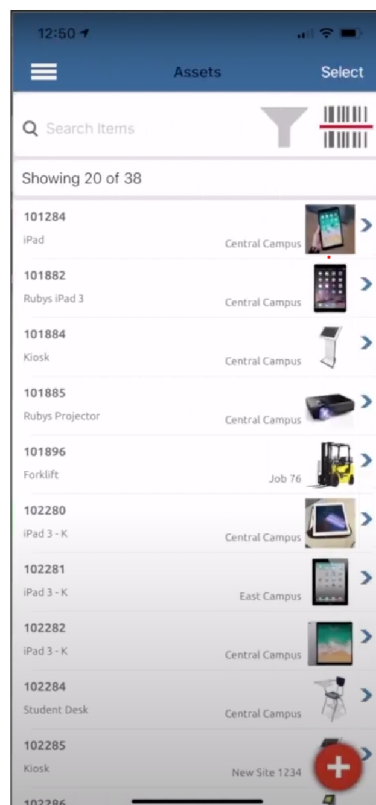 12:50
Assets
Select
Search Items
Showing 20 of 38
101284
iPad
Central Campus
101882
Rubys iPad 3
Central Campus
101884
Kiosk
Central Campus
101885
Rubys Projector
Central Campus
101896
Forklift
Job 76
102280
iPad 3 - K
Central Campus
102281
iPad 3 - K
East Campus
102282
iPad 3 - K
Central Campus
102284
Student Desk
Central Campus
102285
Kiosk
New Site 1234
102286